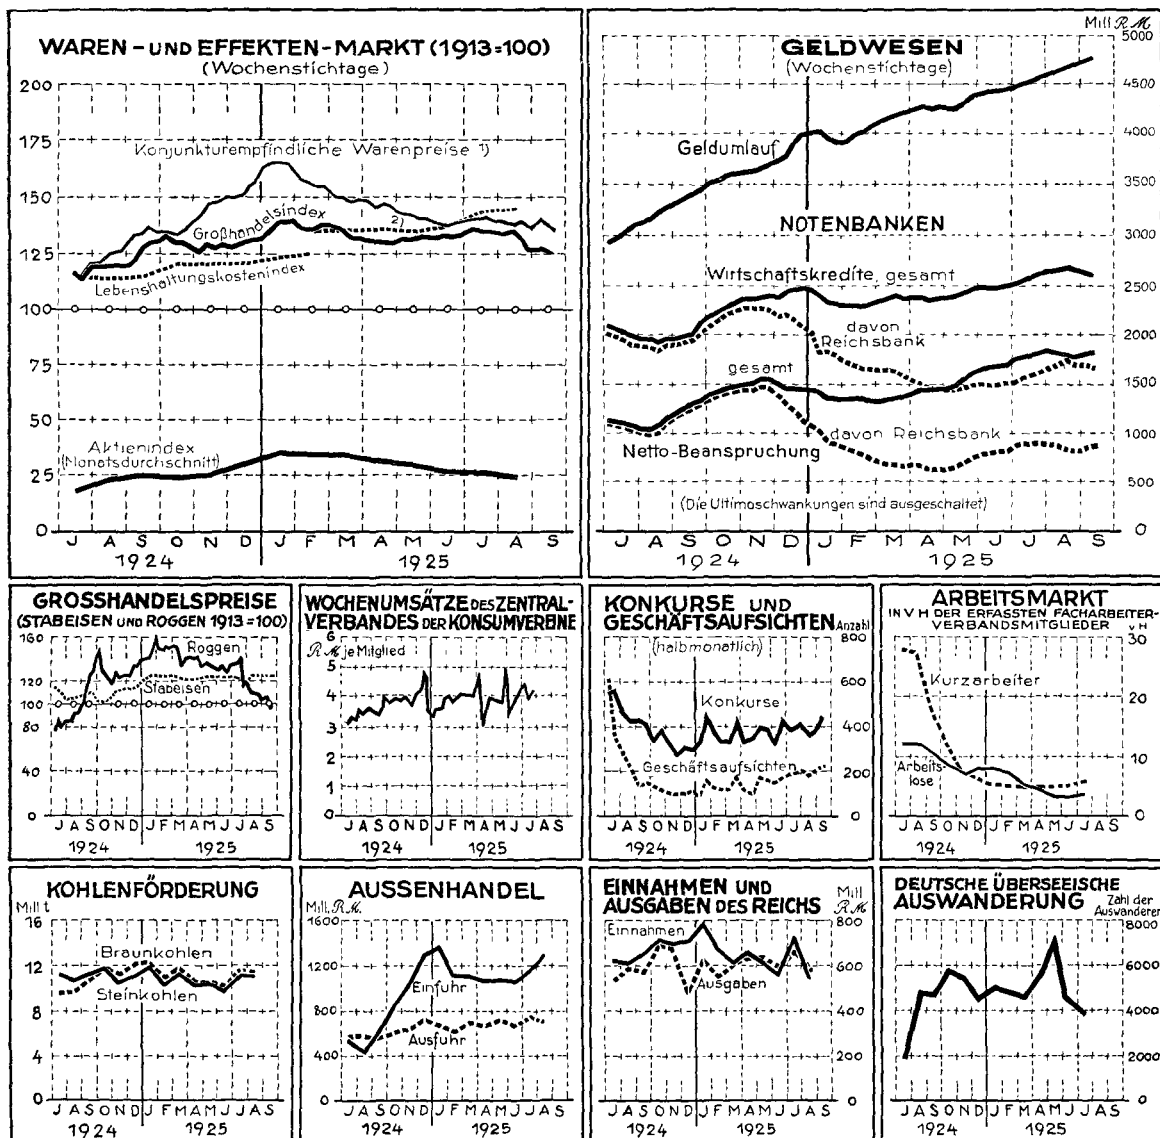 WAREN-UND EFFEKTEN-MARKT (1913=100)
(Wochenstichtage)
200
175
150
125
100
75
50
25
0
Konjunkturempfindliche Warenpreise 1)
Großhandelsindex
2)
Lebenshaltungskostenindex
Aktienindex
(Monatsdurchschnitt)
J A S O N D J F M A M J J A S
1924 1925
Mill R.M
GELDWESEN
(Wochenstichtage)
5000
4500
4000
3500
3000
2500
2000
1500
1000
500
0
Geldumlauf
NOTENBANKEN
Wirtschaftskredite, gesamt
davon
Reichsbank
gesamt
davon Reichsbank
Netto-Beanspruchung
(Die Ultimoschwankungen sind ausgeschaltet)
J A S O N D J F M A M J J A S
1924 1925
GROSSHANDELSPREISE
(STABEISEN UND ROGGEN 1913=100)
160
120
100
80
40
0
Roggen
Stabeisen
J A S O N D J F M A M J J A S
1924 1925
WOCHENUMSÄTZE DES ZENTRAL-
VERBANDES DER KONSUMVEREINE
R.M je Mitglied
6
5
4
3
2
1
0
J A S O N D J F M A M J J A S
1924 1925
KONKURSE UND
GESCHÄFTSAUFSICHTEN Anzahl
(halbmonatlich)
800
600
400
200
0
Konkurse
Geschäftsaufsichten
J A S O N D J F M A M J J A S
1924 1925
ARBEITSMARKT
IN V H DER ERFASSTEN FACHARBEITER-
VERBANDSMITGLIEDER v H
30
20
10
0
Kurzarbeiter
Arbeits-
lose
J A S O N D J F M A M J J A S
1924 1925
KOHLENFÖRDERUNG
Mill t
16
12
8
4
0
Braunkohlen
Steinkohlen
J A S O N D J F M A M J J A S
1924 1925
AUSSENHANDEL
Mill. R.M.
1600
1200
800
400
0
Einfuhr
Ausfuhr
J A S O N D J F M A M J J A S
1924 1925
EINNAHMEN UND
AUSGABEN DES REICHS
Mill
R M
800
600
400
200
0
Einnahmen
Ausgaben
J A S O N D J F M A M J J A S
1924 1925
DEUTSCHE ÜBERSEEISCHE
AUSWANDERUNG
Zahl der
Auswanderer
8000
6000
4000
2000
0
J A S O N D J F M A M J J A S
1924 1925